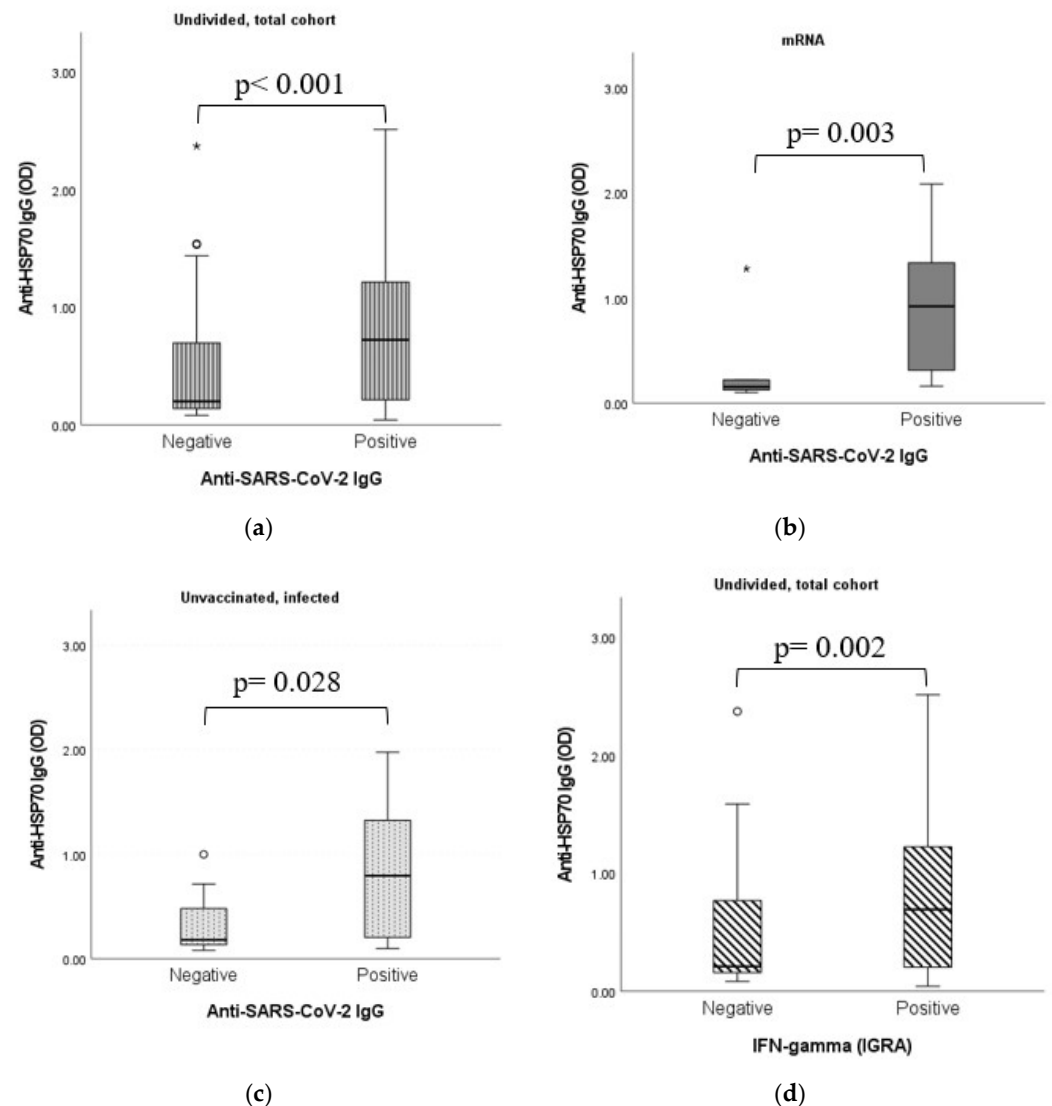 Undivided, total cohort
3.00
2.00
1.00
0.00
Anti-HSP70 IgG (OD)
p< 0.001
*
Negative
Positive
Anti-SARS-CoV-2 IgG
(a)
mRNA
3.00
2.00
1.00
0.00
Anti-HSP70 IgG (OD)
p= 0.003
*
Negative
Positive
Anti-SARS-CoV-2 IgG
(b)
Unvaccinated, infected
3.00
2.00
1.00
0.00
Anti-HSP70 IgG (OD)
p= 0.028
Negative
Positive
Anti-SARS-CoV-2 IgG
(c)
Undivided, total cohort
3.00
2.00
1.00
0.00
Anti-HSP70 IgG (OD)
p= 0.002
Negative
Positive
IFN-gamma (IGRA)
(d)